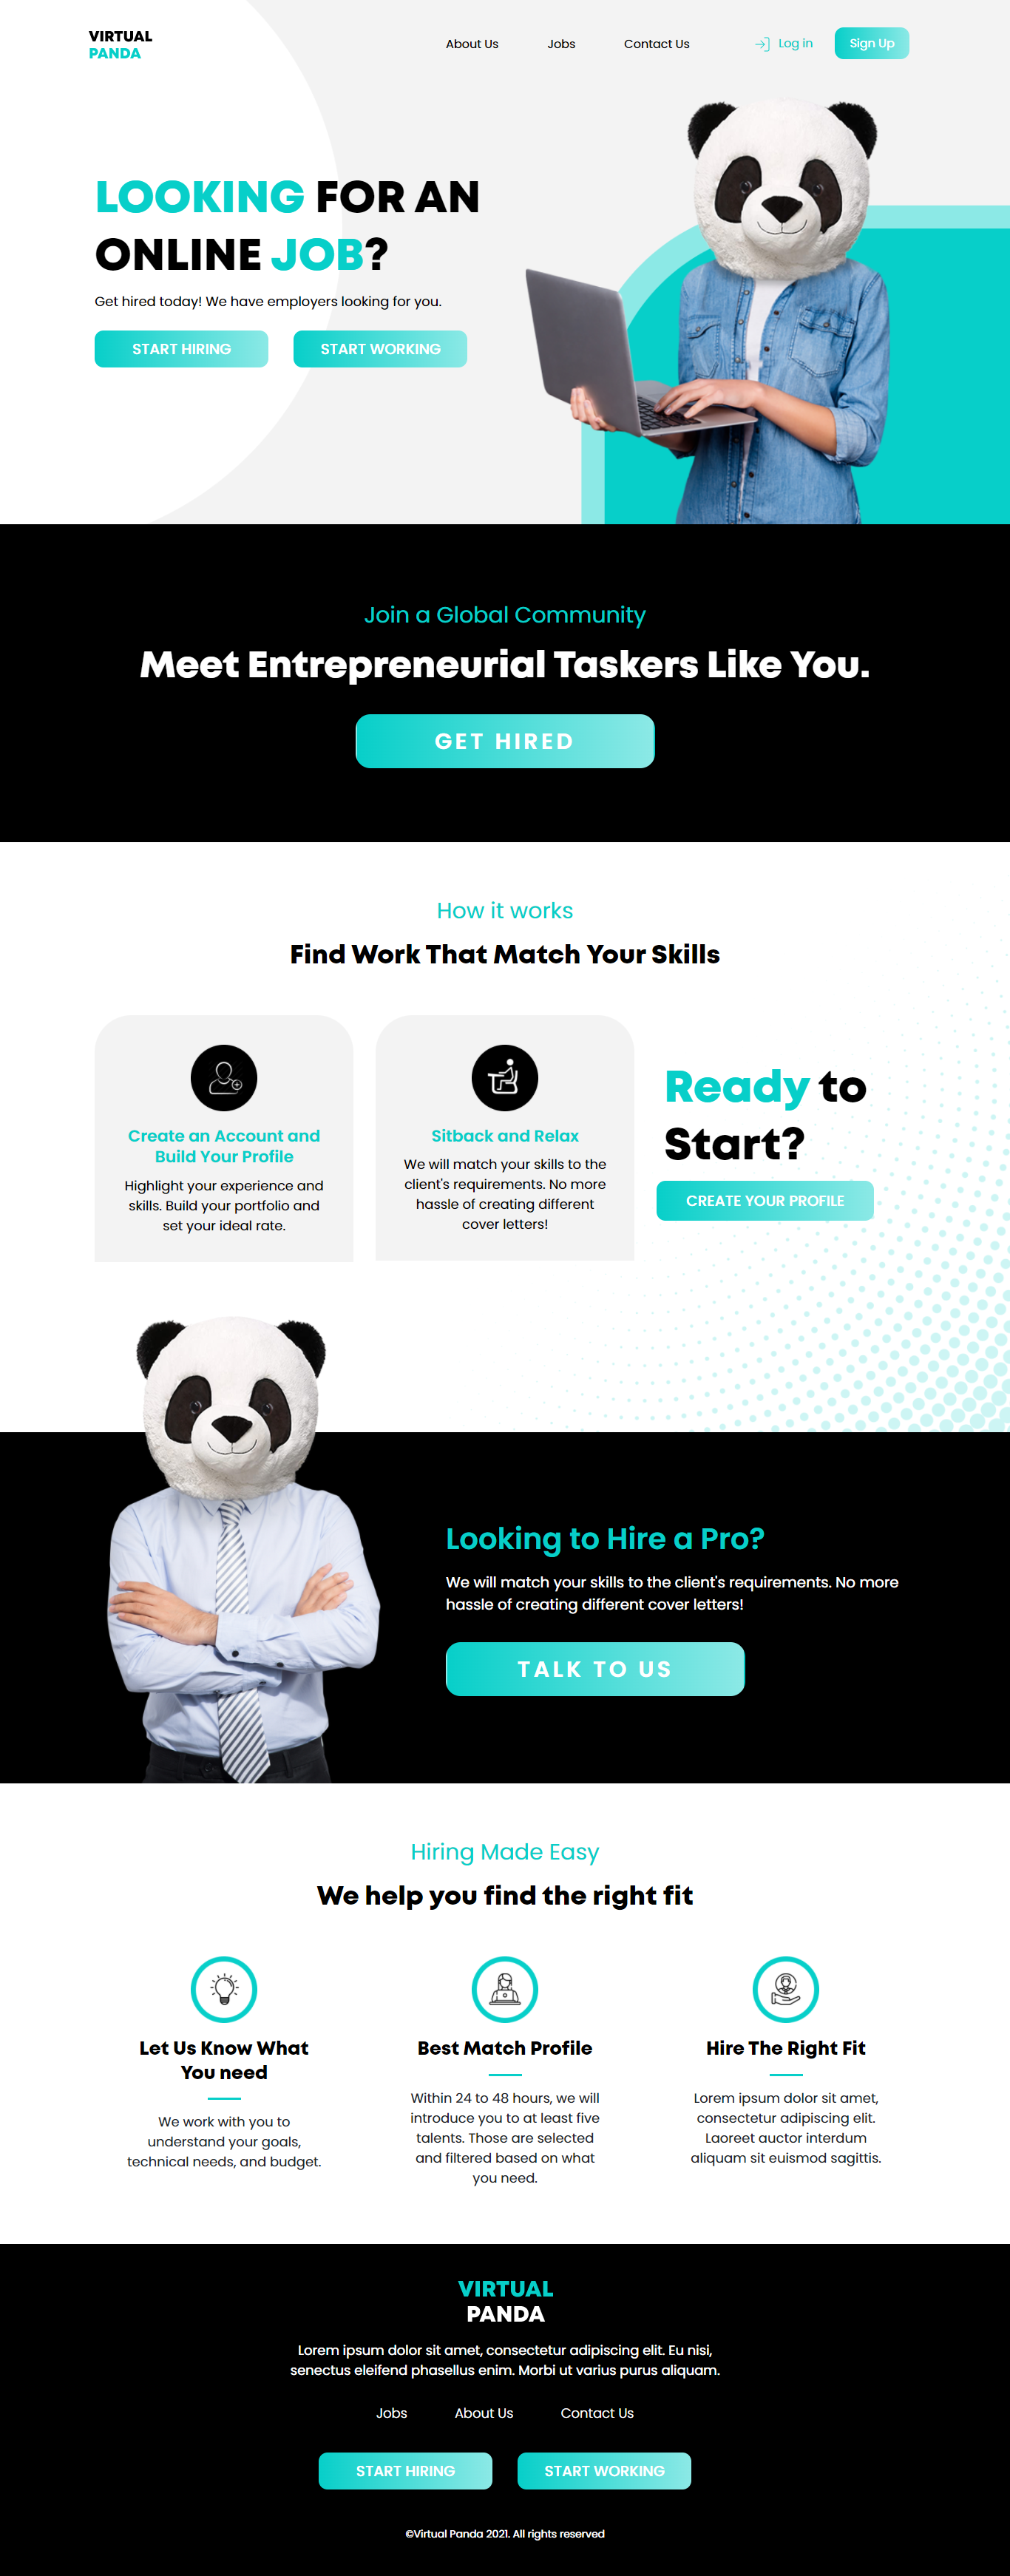 VIRTUAL
PANDA
About Us
Jobs
Contact Us
Log in
Sign Up
LOOKING FOR AN
ONLINE JOB?
Get hired today! We have employers looking for you.
START HIRING
START WORKING
Join a Global Community
Meet Entrepreneurial Taskers Like You.
GET HIRED
How it works
Find Work That Match Your Skills
Create an Account and
Build Your Profile
Highlight your experience and
skills. Build your portfolio and
set your ideal rate.
Sitback and Relax
We will match your skills to the
client's requirements. No more
hassle of creating different
cover letters!
Ready to
Start?
CREATE YOUR PROFILE
Looking to Hire a Pro?
We will match your skills to the client's requirements. No more
hassle of creating different cover letters!
TALK TO US
Hiring Made Easy
We help you find the right fit
Let Us Know What
You need
We work with you to
understand your goals,
technical needs, and budget.
Best Match Profile
Within 24 to 48 hours, we will
introduce you to at least five
talents. Those are selected
and filtered based on what
you need.
Hire The Right Fit
Lorem ipsum dolor sit amet,
consectetur adipiscing elit.
Laoreet auctor interdum
aliquam sit euismod sagittis.
VIRTUAL
PANDA
Lorem ipsum dolor sit amet, consectetur adipiscing elit. Eu nisi,
senectus eleifend phasellus enim. Morbi ut varius purus aliquam.
Jobs
About Us
Contact Us
START HIRING
START WORKING
©Virtual Panda 2021. All rights reserved